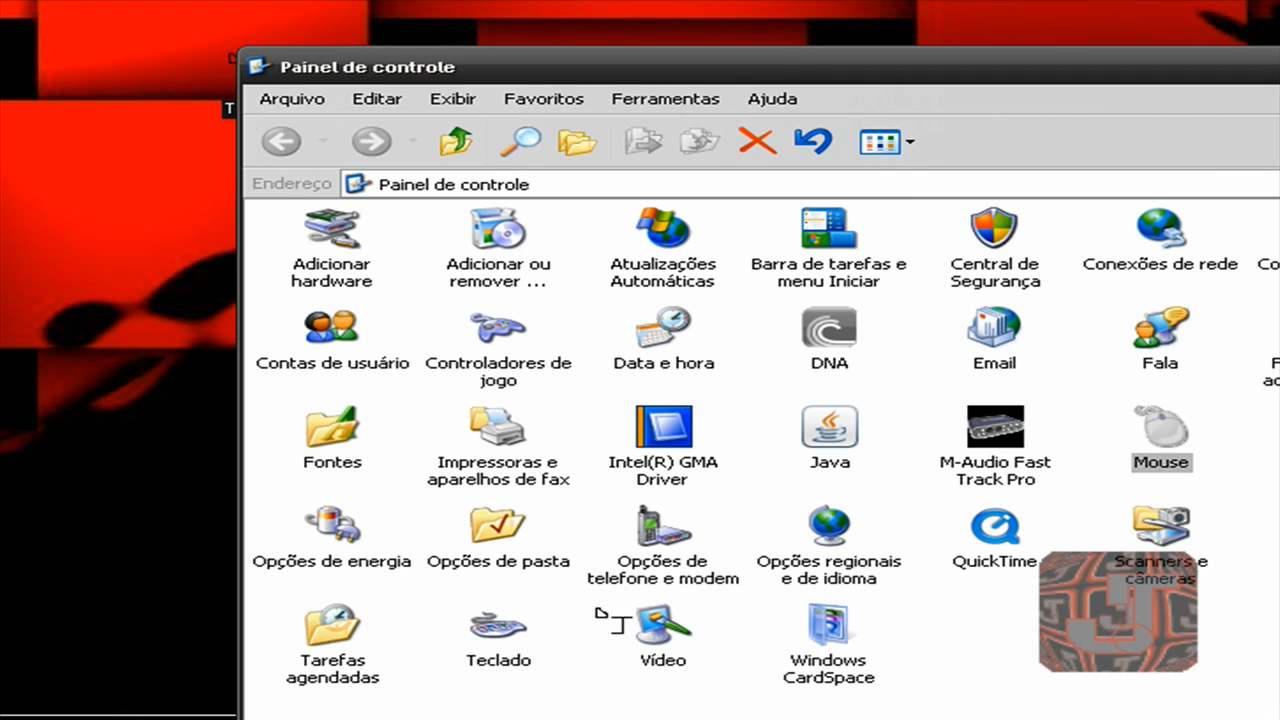 Painel de controle
Arquivo Editar Exibir Favoritos Ferramentas Ajuda
T
Endereço Painel de controle
Adicionar hardware
Adicionar ou remover ...
Atualizações Automáticas
Barra de tarefas e menu Iniciar
Central de Segurança
Conexões de rede
Co
Contas de usuário
Controladores de jogo
Data e hora
DNA
Email
Fala
F
ac
Fontes
Impressoras e aparelhos de fax
Intel(R) GMA Driver
Java
M-Audio Fast Track Pro
Mouse
Opções de energia
Opções de pasta
Opções de telefone e modem
Opções regionais e de idioma
QuickTime
Scanners e câmeras
Tarefas agendadas
Teclado
Vídeo
Windows CardSpace
J